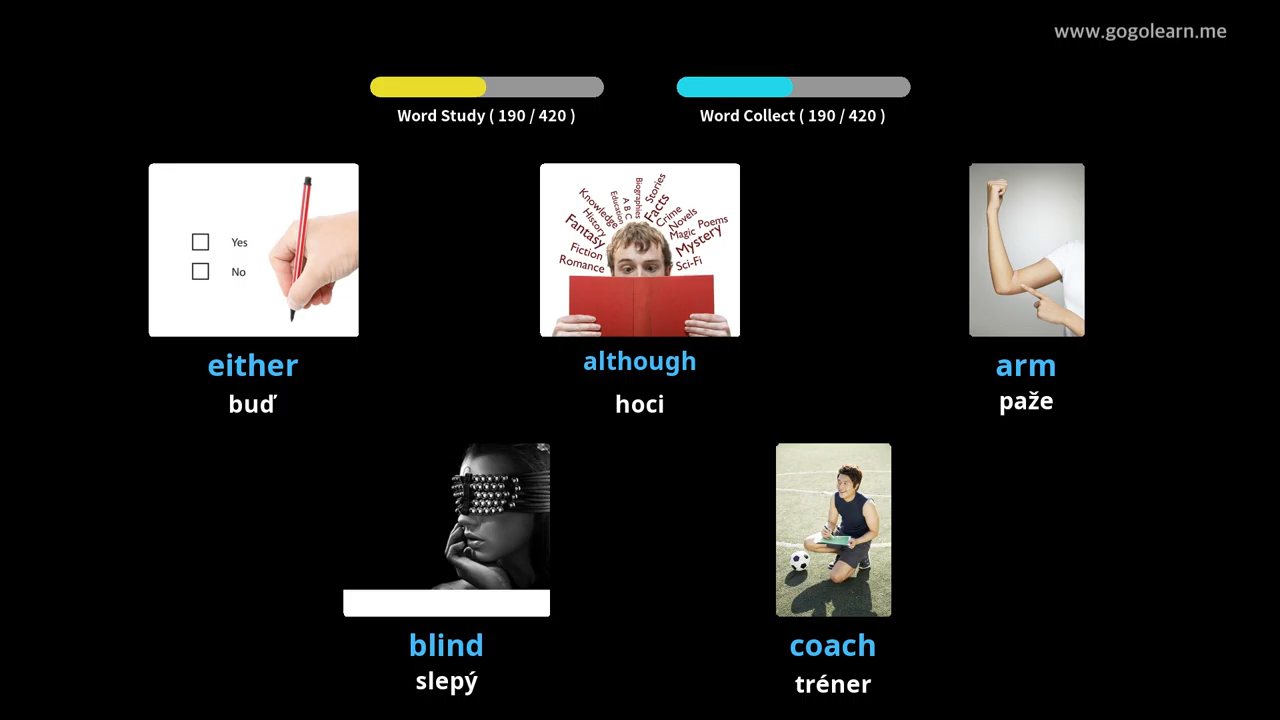 www.gogolearn.me
Word Study ( 190 / 420 )
Word Collect ( 190 / 420 )
Yes
No
Knowledge
History
Fantasy
Fiction
Romance
Education
A B C
Biographies
Stories
Facts
Crime
Novels
Magic
Poems
Mystery
Sci-Fi
either
although
arm
buď
hoci
paže
blind
coach
slepý
tréner